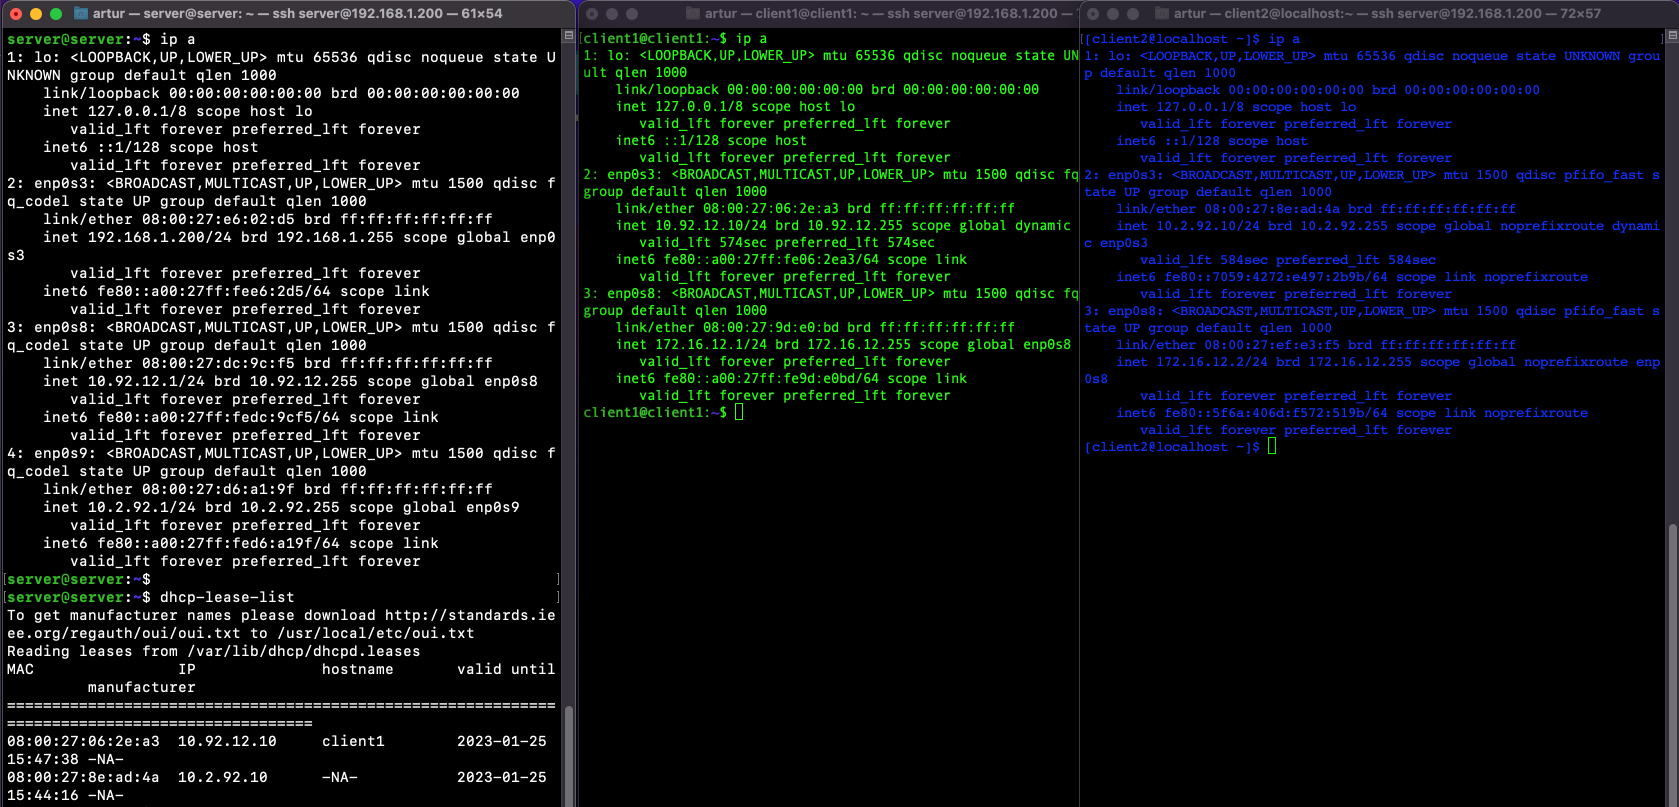 artur — server@server: ~ — ssh server@192.168.1.200 — 61×54
server@server:~$ ip a
1: lo: <LOOPBACK,UP,LOWER_UP> mtu 65536 qdisc noqueue state U
NKNOWN group default qlen 1000
    link/loopback 00:00:00:00:00:00 brd 00:00:00:00:00:00
    inet 127.0.0.1/8 scope host lo
       valid_lft forever preferred_lft forever
    inet6 ::1/128 scope host
       valid_lft forever preferred_lft forever
2: enp0s3: <BROADCAST,MULTICAST,UP,LOWER_UP> mtu 1500 qdisc f
q_codel state UP group default qlen 1000
    link/ether 08:00:27:e6:02:d5 brd ff:ff:ff:ff:ff:ff
    inet 192.168.1.200/24 brd 192.168.1.255 scope global enp0
s3
       valid_lft forever preferred_lft forever
    inet6 fe80::a00:27ff:fee6:2d5/64 scope link
       valid_lft forever preferred_lft forever
3: enp0s8: <BROADCAST,MULTICAST,UP,LOWER_UP> mtu 1500 qdisc f
q_codel state UP group default qlen 1000
    link/ether 08:00:27:dc:9c:f5 brd ff:ff:ff:ff:ff:ff
    inet 10.92.12.1/24 brd 10.92.12.255 scope global enp0s8
       valid_lft forever preferred_lft forever
    inet6 fe80::a00:27ff:fedc:9cf5/64 scope link
       valid_lft forever preferred_lft forever
4: enp0s9: <BROADCAST,MULTICAST,UP,LOWER_UP> mtu 1500 qdisc f
q_codel state UP group default qlen 1000
    link/ether 08:00:27:d6:a1:9f brd ff:ff:ff:ff:ff:ff
    inet 10.2.92.1/24 brd 10.2.92.255 scope global enp0s9
       valid_lft forever preferred_lft forever
    inet6 fe80::a00:27ff:fed6:a19f/64 scope link
       valid_lft forever preferred_lft forever
[server@server:~$ ]
[server@server:~$ dhcp-lease-list ]
To get manufacturer names please download http://standards.ie
ee.org/regauth/oui/oui.txt to /usr/local/etc/oui.txt
Reading leases from /var/lib/dhcp/dhcpd.leases
MAC                IP              hostname       valid until
         manufacturer
=============================================================
==================================
08:00:27:06:2e:a3  10.92.12.10     client1        2023-01-25
15:47:38 -NA-
08:00:27:8e:ad:4a  10.2.92.10      -NA-           2023-01-25
15:44:16 -NA-
artur — client1@client1: ~ — ssh server@192.168.1.200 —
[client1@client1:~$ ip a
1: lo: <LOOPBACK,UP,LOWER_UP> mtu 65536 qdisc noqueue state UN
ult qlen 1000
    link/loopback 00:00:00:00:00:00 brd 00:00:00:00:00:00
    inet 127.0.0.1/8 scope host lo
       valid_lft forever preferred_lft forever
    inet6 ::1/128 scope host
       valid_lft forever preferred_lft forever
2: enp0s3: <BROADCAST,MULTICAST,UP,LOWER_UP> mtu 1500 qdisc fq
group default qlen 1000
    link/ether 08:00:27:06:2e:a3 brd ff:ff:ff:ff:ff:ff
    inet 10.92.12.10/24 brd 10.92.12.255 scope global dynamic
       valid_lft 574sec preferred_lft 574sec
    inet6 fe80::a00:27ff:fe06:2ea3/64 scope link
       valid_lft forever preferred_lft forever
3: enp0s8: <BROADCAST,MULTICAST,UP,LOWER_UP> mtu 1500 qdisc fq
group default qlen 1000
    link/ether 08:00:27:9d:e0:bd brd ff:ff:ff:ff:ff:ff
    inet 172.16.12.1/24 brd 172.16.12.255 scope global enp0s8
       valid_lft forever preferred_lft forever
    inet6 fe80::a00:27ff:fe9d:e0bd/64 scope link
       valid_lft forever preferred_lft forever
client1@client1:~$
artur — client2@localhost:~ — ssh server@192.168.1.200 — 72×57
[[client2@localhost ~]$ ip a ]
1: lo: <LOOPBACK,UP,LOWER_UP> mtu 65536 qdisc noqueue state UNKNOWN grou
p default qlen 1000
    link/loopback 00:00:00:00:00:00 brd 00:00:00:00:00:00
    inet 127.0.0.1/8 scope host lo
       valid_lft forever preferred_lft forever
    inet6 ::1/128 scope host
       valid_lft forever preferred_lft forever
2: enp0s3: <BROADCAST,MULTICAST,UP,LOWER_UP> mtu 1500 qdisc pfifo_fast s
tate UP group default qlen 1000
    link/ether 08:00:27:8e:ad:4a brd ff:ff:ff:ff:ff:ff
    inet 10.2.92.10/24 brd 10.2.92.255 scope global noprefixroute dynami
c enp0s3
       valid_lft 584sec preferred_lft 584sec
    inet6 fe80::7059:4272:e497:2b9b/64 scope link noprefixroute
       valid_lft forever preferred_lft forever
3: enp0s8: <BROADCAST,MULTICAST,UP,LOWER_UP> mtu 1500 qdisc pfifo_fast s
tate UP group default qlen 1000
    link/ether 08:00:27:ef:e3:f5 brd ff:ff:ff:ff:ff:ff
    inet 172.16.12.2/24 brd 172.16.12.255 scope global noprefixroute enp
0s8
       valid_lft forever preferred_lft forever
    inet6 fe80::5f6a:406d:f572:519b/64 scope link noprefixroute
       valid_lft forever preferred_lft forever
[client2@localhost ~]$